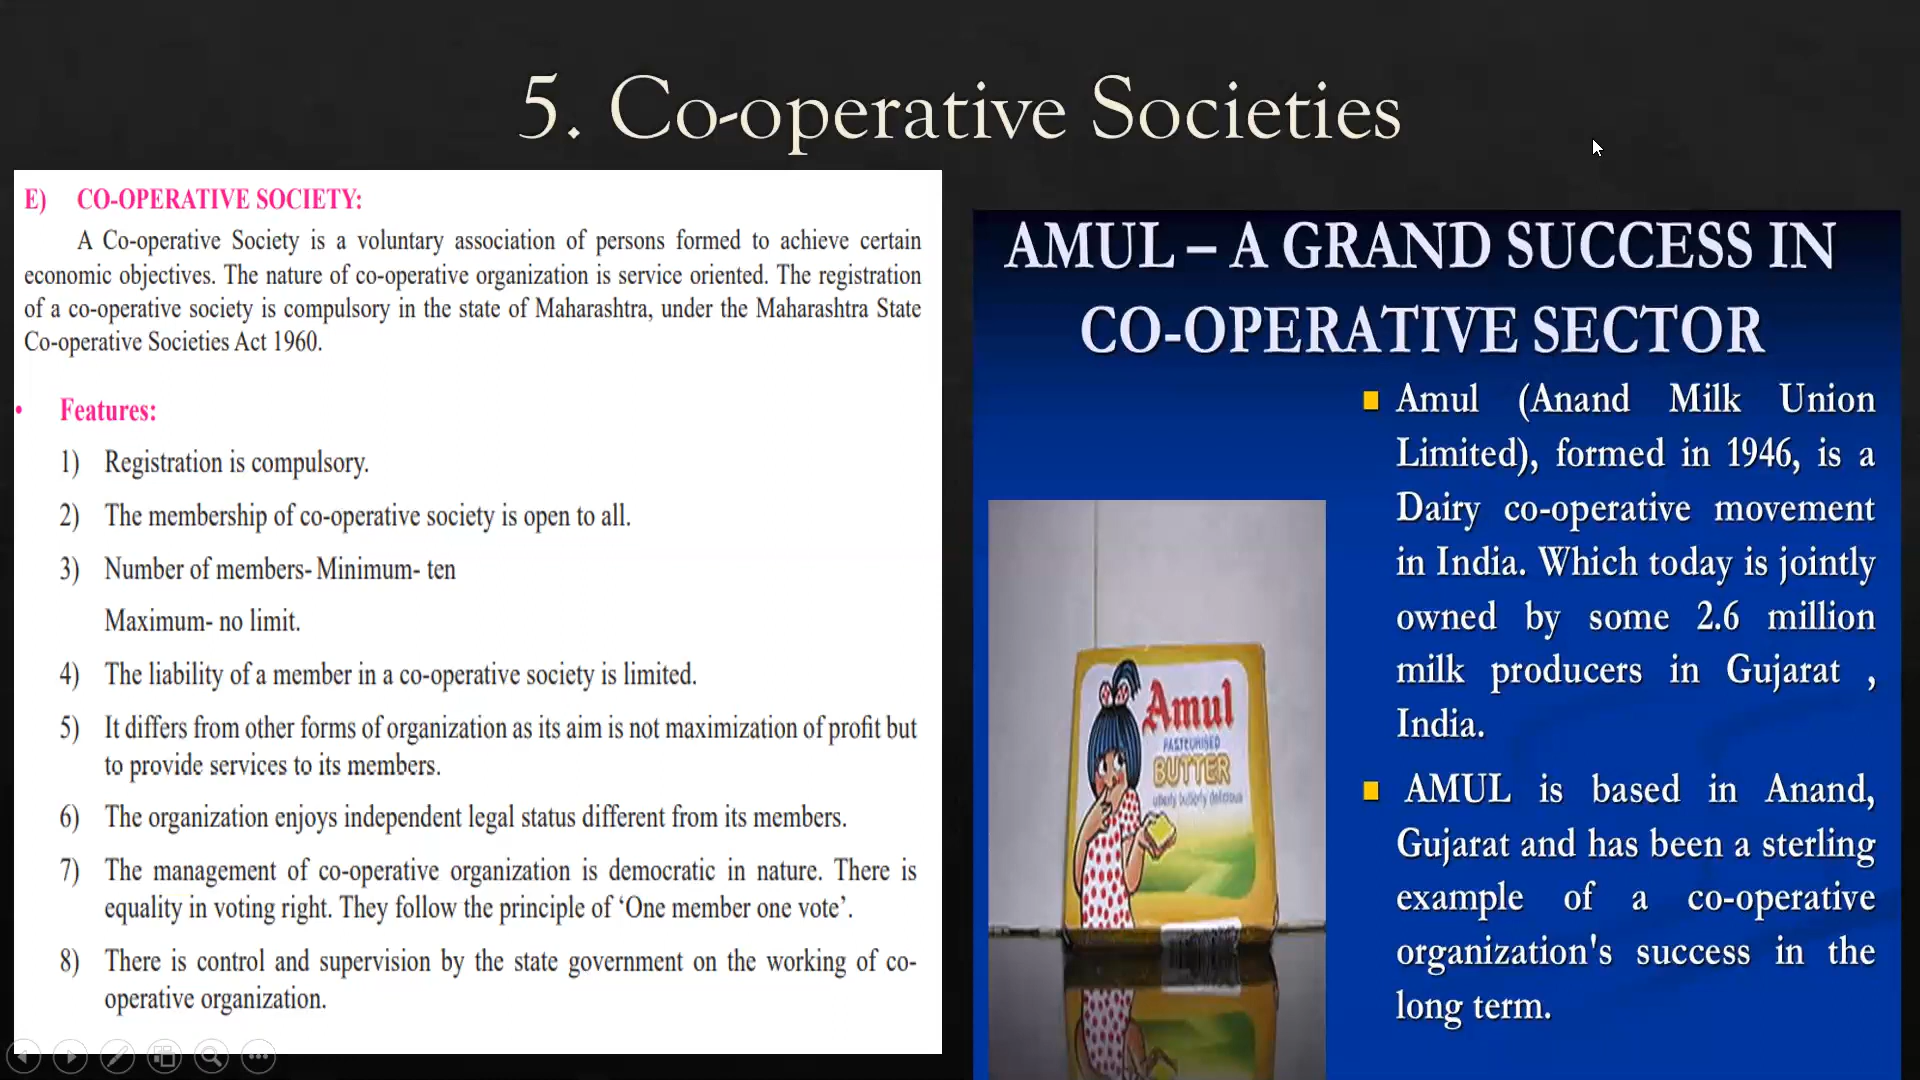 5. Co-operative Societies
E) CO-OPERATIVE SOCIETY:
A Co-operative Society is a voluntary association of persons formed to achieve certain
economic objectives. The nature of co-operative organization is service oriented. The registration
of a co-operative society is compulsory in the state of Maharashtra, under the Maharashtra State
Co-operative Societies Act 1960.
• Features:
1) Registration is compulsory.
2) The membership of co-operative society is open to all.
3) Number of members- Minimum- ten
Maximum- no limit.
4) The liability of a member in a co-operative society is limited.
5) It differs from other forms of organization as its aim is not maximization of profit but
to provide services to its members.
6) The organization enjoys independent legal status different from its members.
7) The management of co-operative organization is democratic in nature. There is
equality in voting right. They follow the principle of ‘One member one vote’.
8) There is control and supervision by the state government on the working of co-
operative organization.
AMUL – A GRAND SUCCESS IN
CO-OPERATIVE SECTOR
Amul (Anand Milk Union
Limited), formed in 1946, is a
Dairy co-operative movement
in India. Which today is jointly
owned by some 2.6 million
milk producers in Gujarat ,
India.
AMUL is based in Anand,
Gujarat and has been a sterling
example of a co-operative
organization's success in the
long term.
Amul
PASTEURISED
BUTTER
utterly butterly delicious